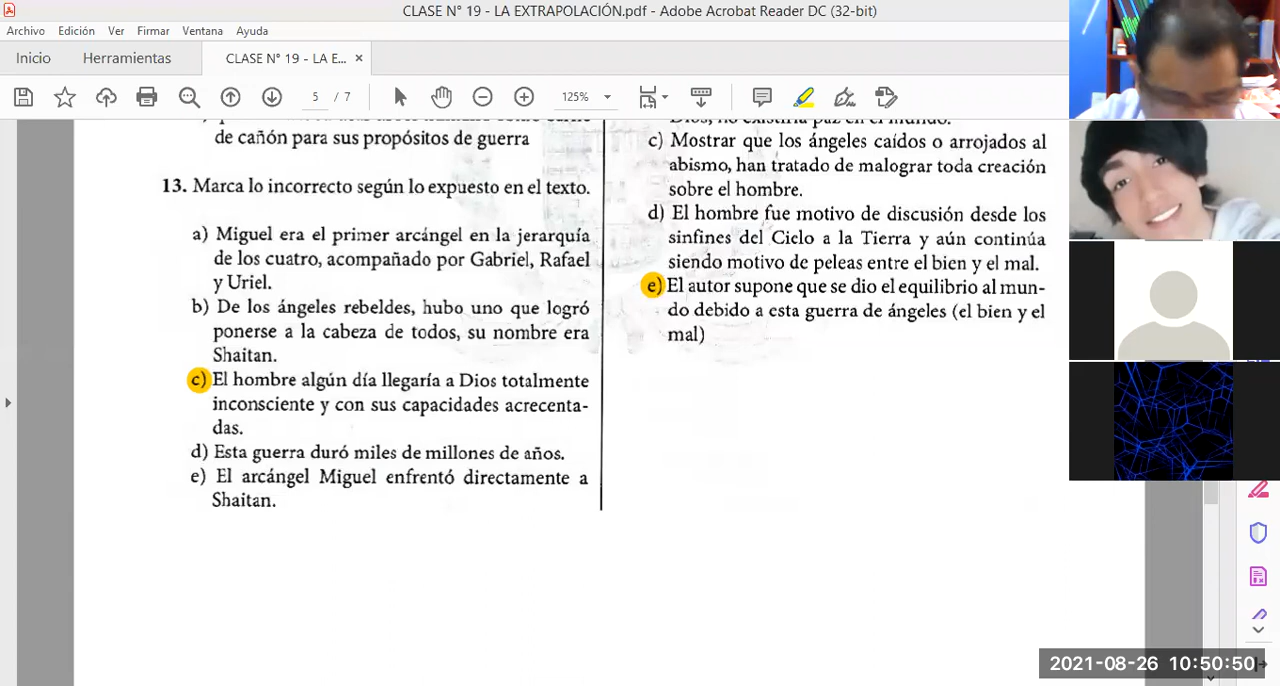 CLASE N° 19 - LA EXTRAPOLACIÓN.pdf - Adobe Acrobat Reader DC (32-bit)
Archivo Edición Ver Firmar Ventana Ayuda
Inicio Herramientas CLASE N° 19 - LA E... ×
5 / 7 125%
de cañón para sus propósitos de guerra
13. Marca lo incorrecto según lo expuesto en el texto.
a) Miguel era el primer arcángel en la jerarquía
de los cuatro, acompañado por Gabriel, Rafael
y Uriel.
b) De los ángeles rebeldes, hubo uno que logró
ponerse a la cabeza de todos, su nombre era
Shaitan.
c) El hombre algún día llegaría a Dios totalmente
inconsciente y con sus capacidades acrecenta-
das.
d) Esta guerra duró miles de millones de años.
e) El arcángel Miguel enfrentó directamente a
Shaitan.
Dios, no existiría paz en el mundo.
c) Mostrar que los ángeles caídos o arrojados al
abismo, han tratado de malograr toda creación
sobre el hombre.
d) El hombre fue motivo de discusión desde los
sinfines del Cielo a la Tierra y aún continúa
siendo motivo de peleas entre el bien y el mal.
e) El autor supone que se dio el equilibrio al mun-
do debido a esta guerra de ángeles (el bien y el
mal)
2021-08-26 10:50:50